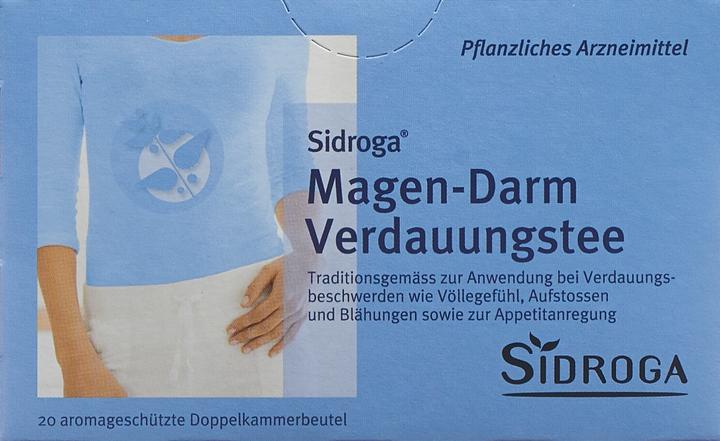 Pflanzliches Arzneimittel
Sidroga®
Magen-Darm
Verdauungstee
Traditionsgemäss zur Anwendung bei Verdauungs-
beschwerden wie Völlegefühl, Aufstossen
und Blähungen sowie zur Appetitanregung
SIDROGA
20 aromageschützte Doppelkammerbeutel